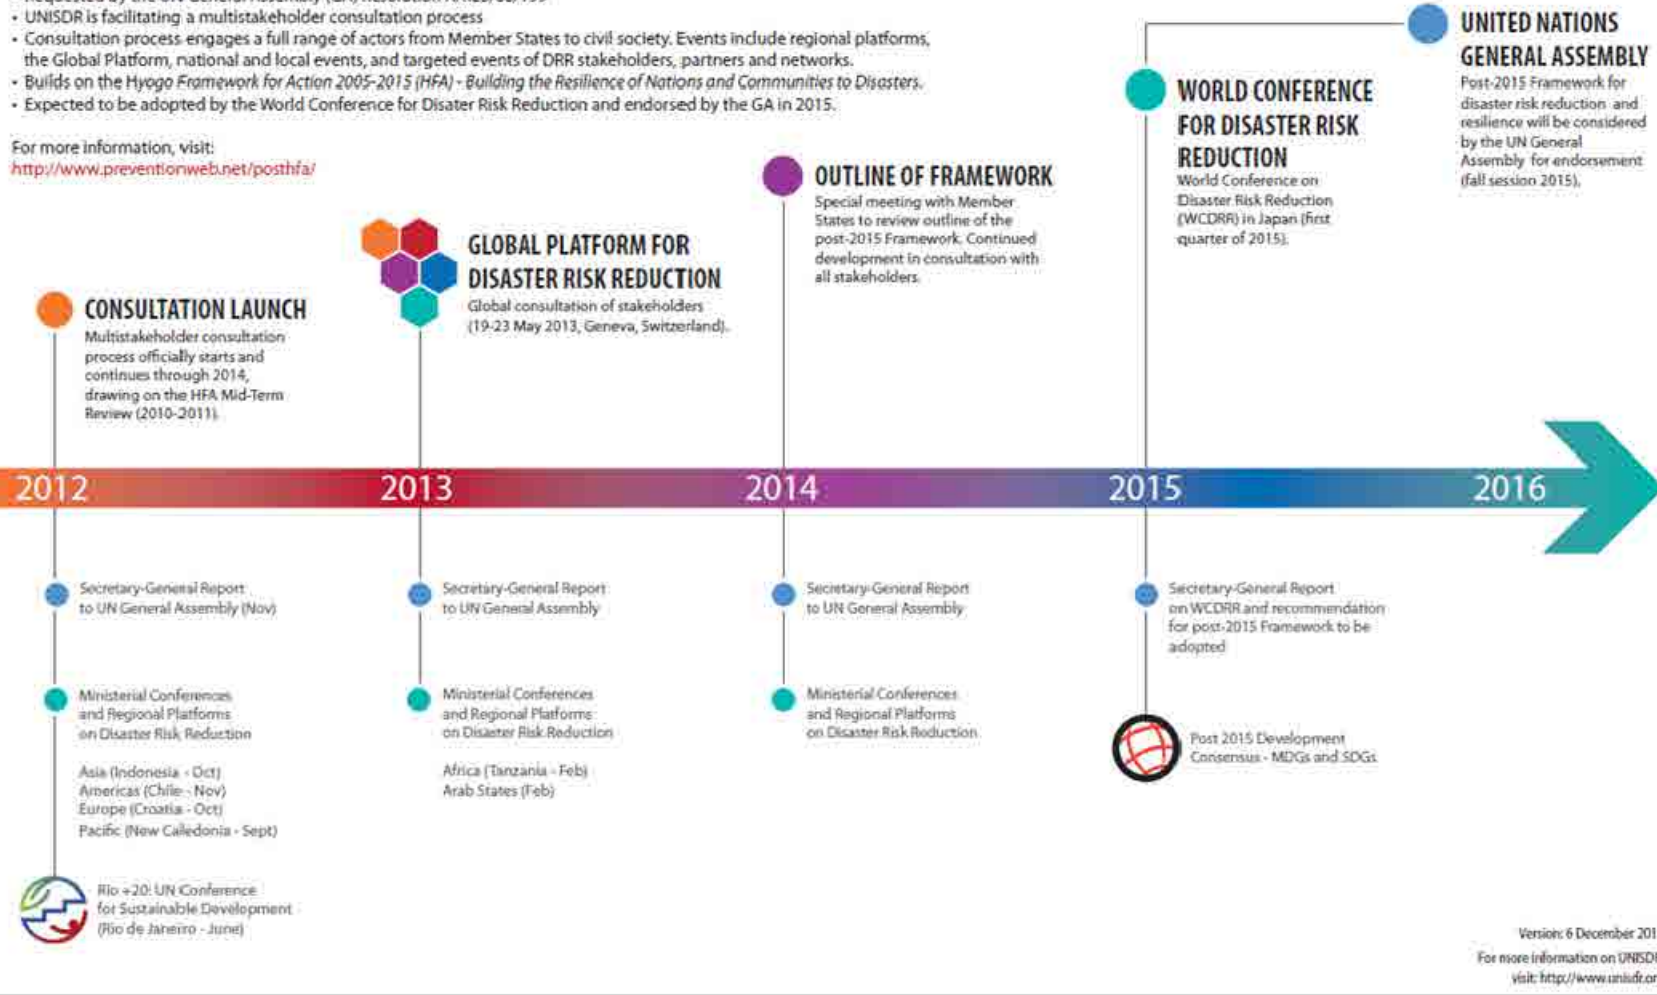 • UNISDR is facilitating a multistakeholder consultation process
• Consultation process engages a full range of actors from Member States to civil society. Events include regional platforms,
the Global Platform, national and local events, and targeted events of DRR stakeholders, partners and networks.
• Builds on the Hyogo Framework for Action 2005-2015 (HFA) - Building the Resilience of Nations and Communities to Disasters.
• Expected to be adopted by the World Conference for Disater Risk Reduction and endorsed by the GA in 2015.
For more information, visit:
http://www.preventionweb.net/posthfa/
CONSULTATION LAUNCH
Multistakeholder consultation
process officially starts and
continues through 2014,
drawing on the HFA Mid-Term
Review (2010-2011).
GLOBAL PLATFORM FOR
DISASTER RISK REDUCTION
Global consultation of stakeholders
(19-23 May 2013, Geneva, Switzerland).
OUTLINE OF FRAMEWORK
Special meeting with Member
States to review outline of the
post-2015 Framework. Continued
development in consultation with
all stakeholders.
WORLD CONFERENCE
FOR DISASTER RISK
REDUCTION
World Conference on
Disaster Risk Reduction
(WCDRR) in Japan (first
quarter of 2015).
UNITED NATIONS
GENERAL ASSEMBLY
Post-2015 Framework for
disaster risk reduction and
resilience will be considered
by the UN General
Assembly for endorsement
(fall session 2015).
2012
2013
2014
2015
2016
Secretary-General Report
to UN General Assembly (Nov)
Ministerial Conferences
and Regional Platforms
on Disaster Risk Reduction
Asia (Indonesia - Oct)
Americas (Chile - Nov)
Europe (Croatia - Oct)
Pacific (New Caledonia - Sept)
Rio +20: UN Conference
for Sustainable Development
(Rio de Janeiro - June)
Secretary-General Report
to UN General Assembly
Ministerial Conferences
and Regional Platforms
on Disaster Risk Reduction
Africa (Tanzania - Feb)
Arab States (Feb)
Secretary-General Report
to UN General Assembly
Ministerial Conferences
and Regional Platforms
on Disaster Risk Reduction
Secretary-General Report
on WCDRR and recommendation
for post-2015 Framework to be
adopted
Post 2015 Development
Consensus - MDGs and SDGs
Version: 6 December 201
For more information on UNISD
visit: http://www.unisdr.or